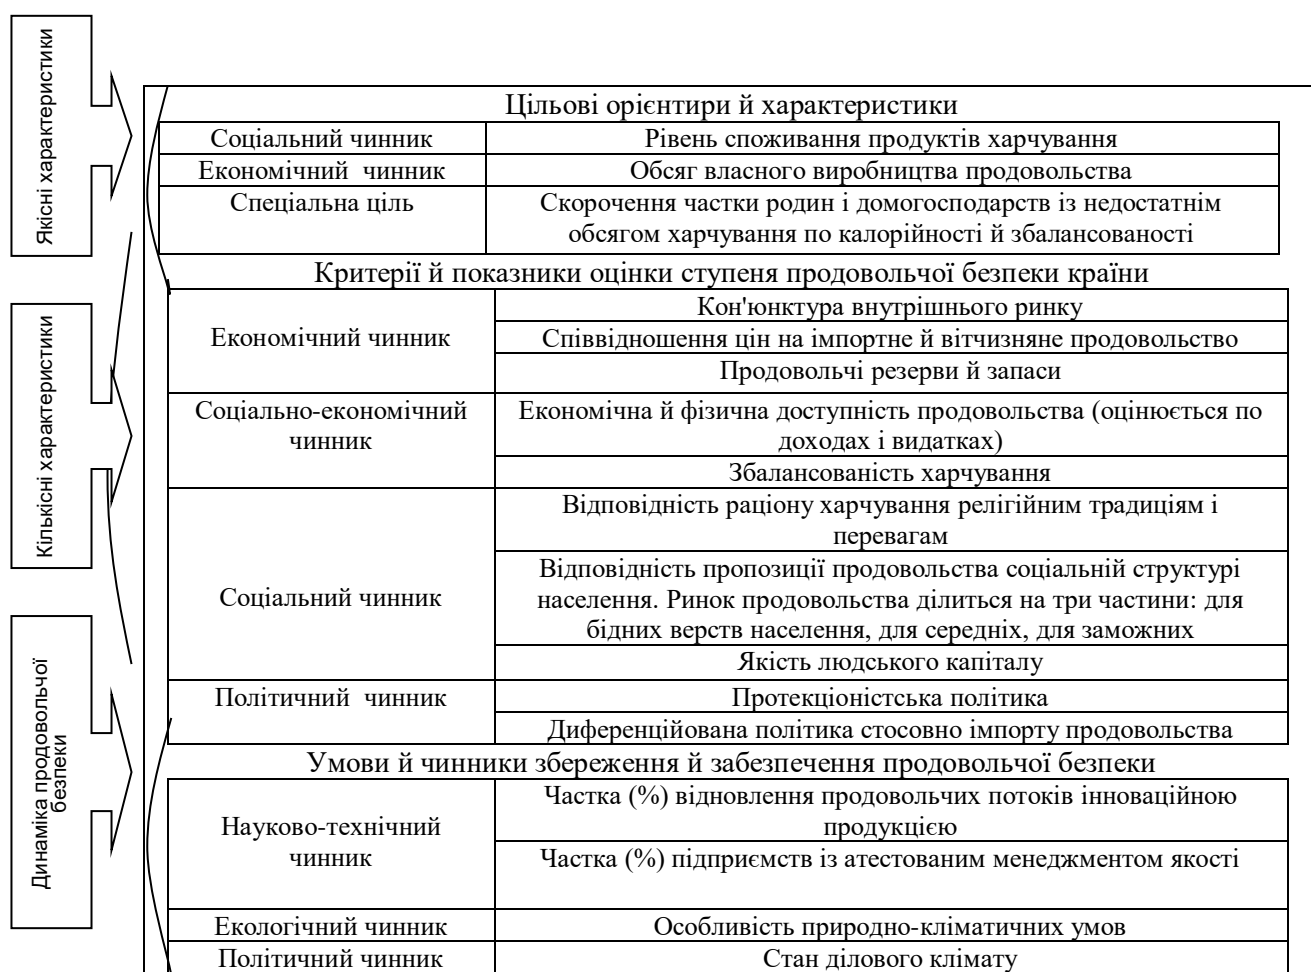 Якісні характеристики
Цільові орієнтири й характеристики
Соціальний чинник
Рівень споживання продуктів харчування
Економічний чинник
Обсяг власного виробництва продовольства
Спеціальна ціль
Скорочення частки родин і домогосподарств із недостатнім
обсягом харчування по калорійності й збалансованості
Кількісні характеристики
Критерії й показники оцінки ступеня продовольчої безпеки країни
Економічний чинник
Кон'юнктура внутрішнього ринку
Співвідношення цін на імпортне й вітчизняне продовольство
Продовольчі резерви й запаси
Соціально-економічний
чинник
Економічна й фізична доступність продовольства (оцінюється по
доходах і видатках)
Збалансованість харчування
Соціальний чинник
Відповідність раціону харчування релігійним традиціям і
перевагам
Відповідність пропозиції продовольства соціальній структурі
населення. Ринок продовольства ділиться на три частини: для
бідних верств населення, для середніх, для заможних
Якість людського капіталу
Політичний чинник
Протекціоністська політика
Диференційована політика стосовно імпорту продовольства
Динаміка продовольчої
безпеки
Умови й чинники збереження й забезпечення продовольчої безпеки
Науково-технічний
чинник
Частка (%) відновлення продовольчих потоків інноваційною
продукцією
Частка (%) підприємств із атестованим менеджментом якості
Екологічний чинник
Особливість природно-кліматичних умов
Політичний чинник
Стан ділового клімату